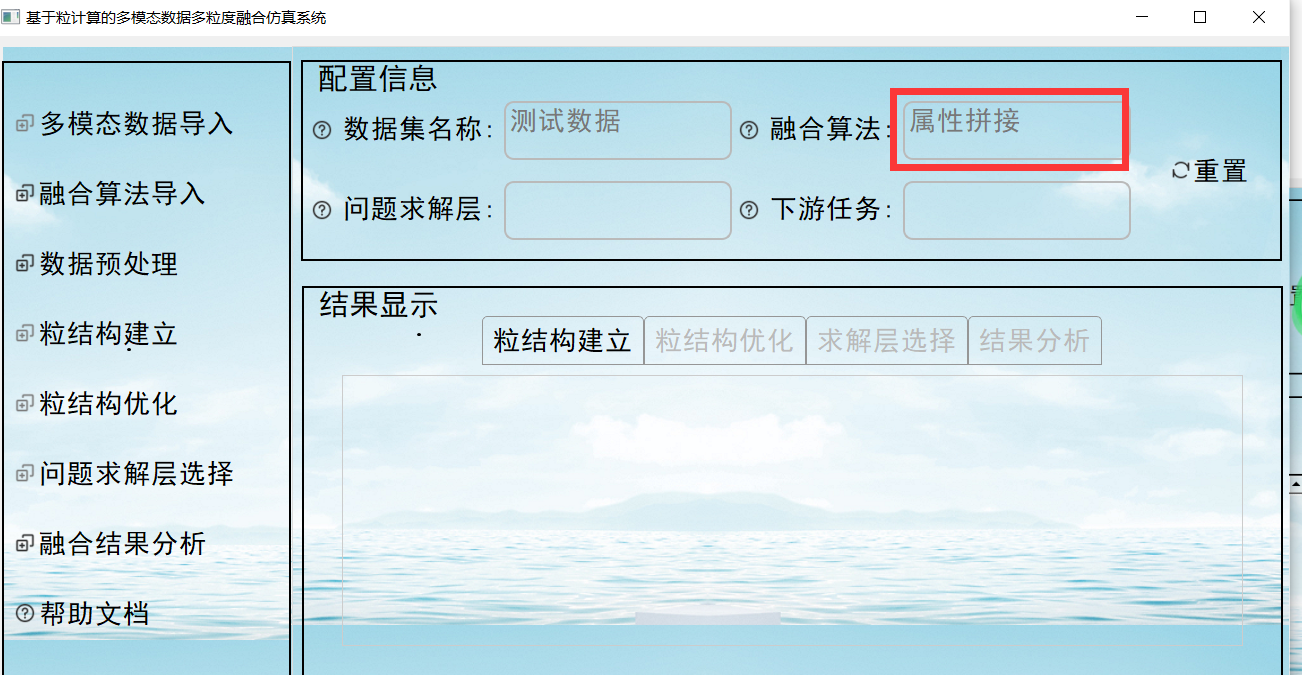 基于粒计算的多模态数据多粒度融合仿真系统
多模态数据导入
融合算法导入
数据预处理
粒结构建立
粒结构优化
问题求解层选择
融合结果分析
帮助文档
配置信息
数据集名称: 测试数据 融合算法: 属性拼接
重置
问题求解层: 下游任务:
结果显示
粒结构建立 粒结构优化 求解层选择 结果分析